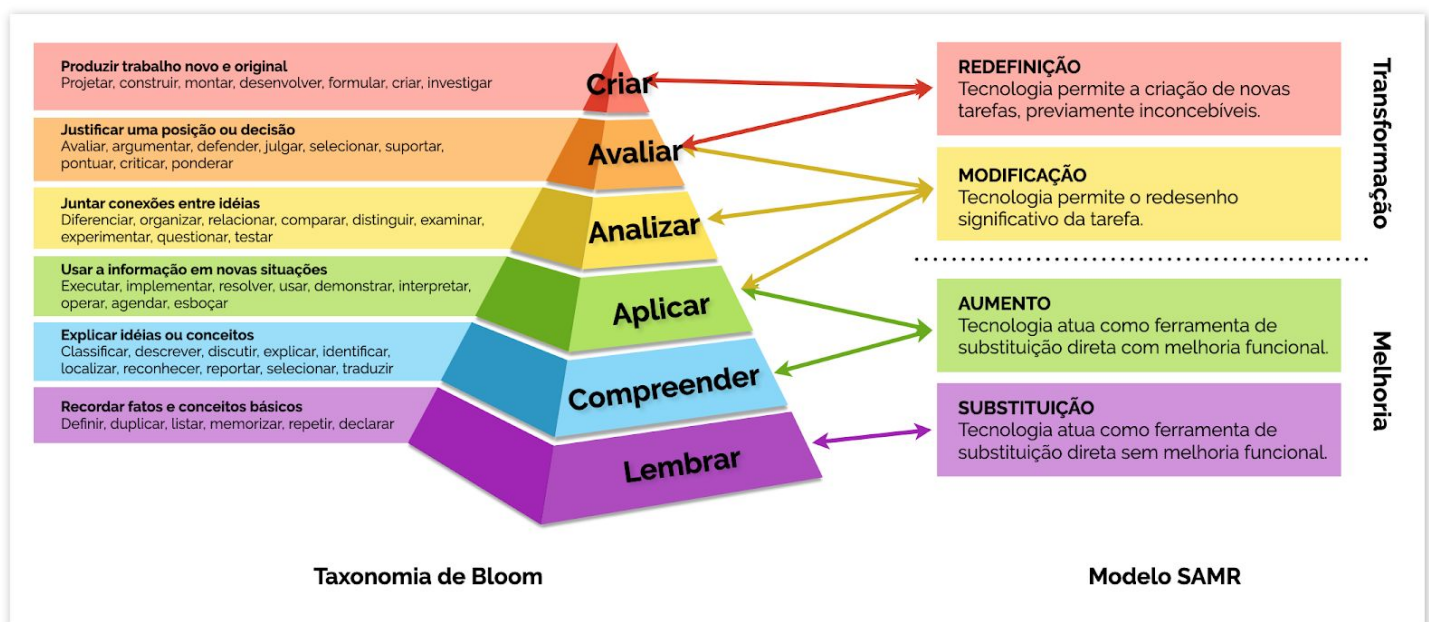 Produzir trabalho novo e original
Projetar, construir, montar, desenvolver, formular, criar, investigar
Justificar uma posição ou decisão
Avaliar, argumentar, defender, julgar, selecionar, suportar,
pontuar, criticar, ponderar
Juntar conexões entre idéias
Diferenciar, organizar, relacionar, comparar, distinguir, examinar,
experimentar, questionar, testar
Usar a informação em novas situações
Executar, implementar, resolver, usar, demonstrar, interpretar,
operar, agendar, esboçar
Explicar idéias ou conceitos
Classificar, descrever, discutir, explicar, identificar,
localizar, reconhecer, reportar, selecionar, traduzir
Recordar fatos e conceitos básicos
Definir, duplicar, listar, memorizar, repetir, declarar
Criar
Avaliar
Analizar
Aplicar
Compreender
Lembrar
REDEFINIÇÃO
Tecnologia permite a criação de novas
tarefas, previamente inconcebíveis.
MODIFICAÇÃO
Tecnologia permite o redesenho
significativo da tarefa.
AUMENTO
Tecnologia atua como ferramenta de
substituição direta com melhoria funcional.
SUBSTITUIÇÃO
Tecnologia atua como ferramenta de
substituição direta sem melhoria funcional.
Transformação
Melhoria
Taxonomia de Bloom
Modelo SAMR